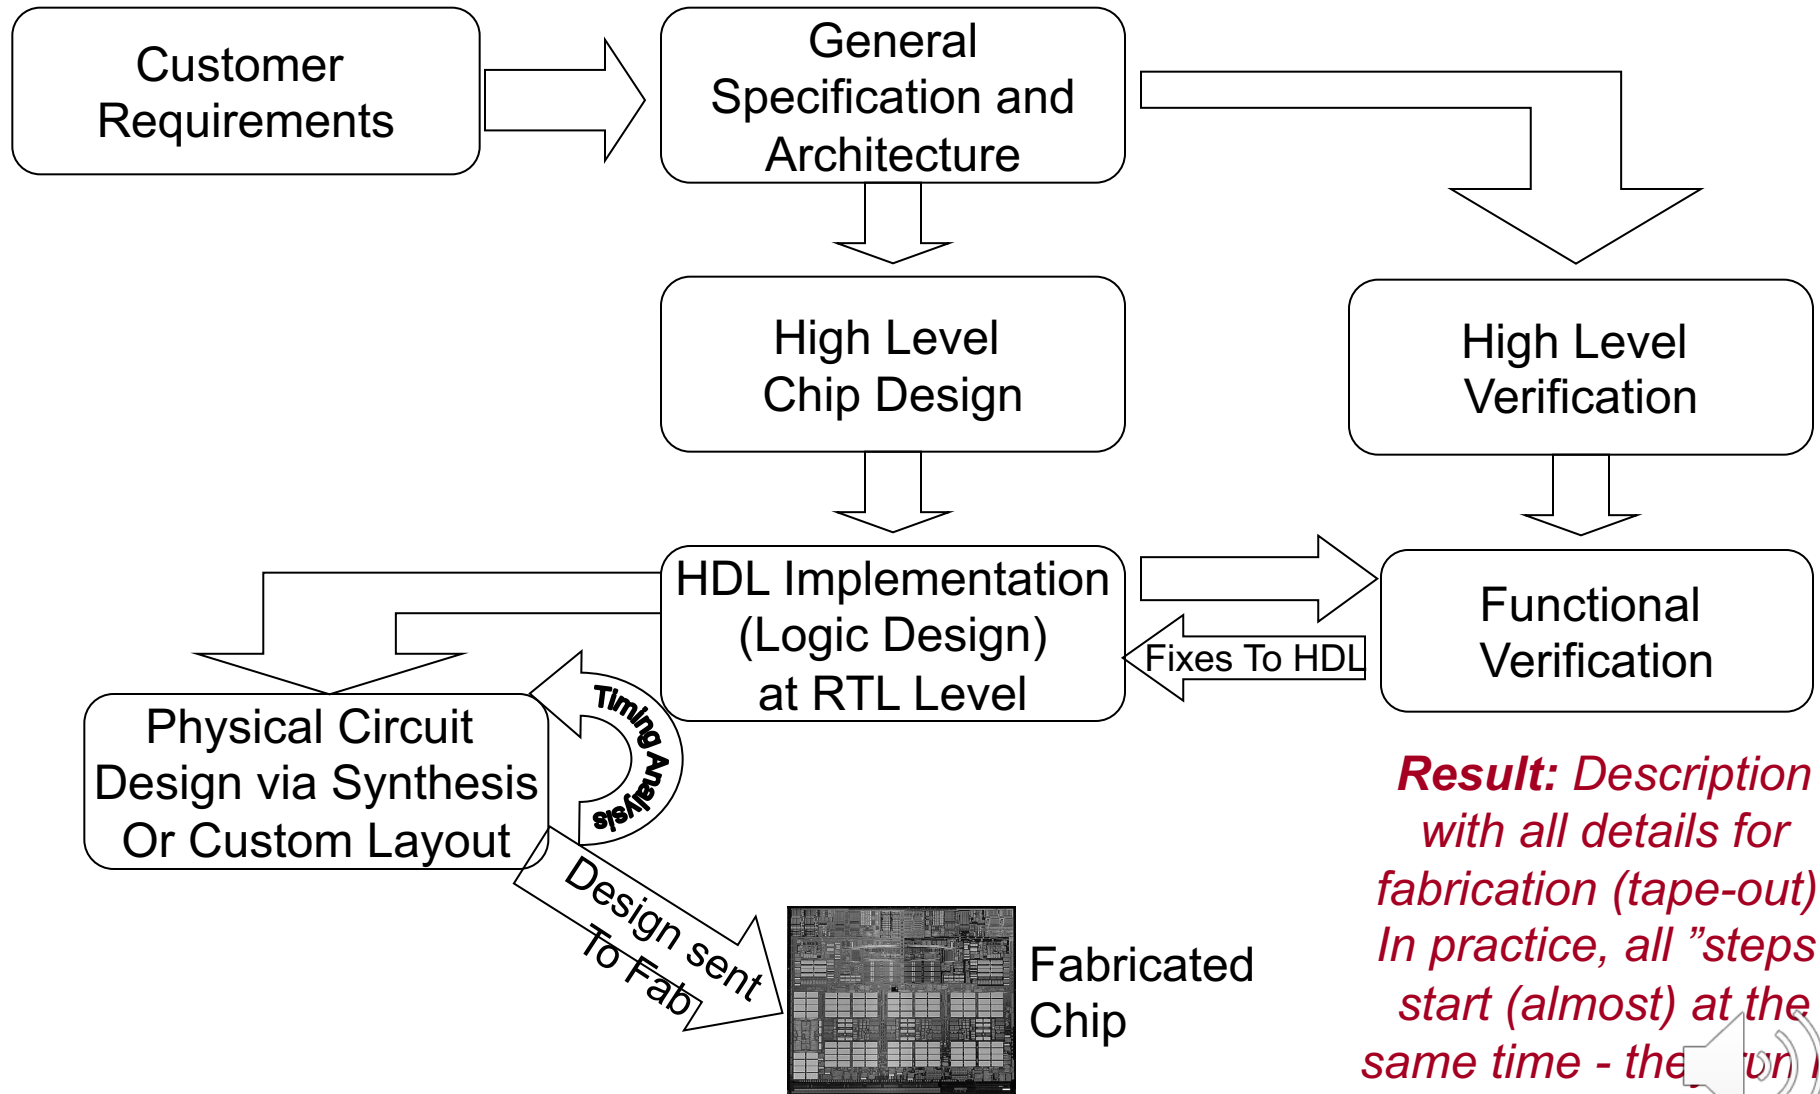 Customer
Requirements
General
Specification and
Architecture
High Level
Chip Design
High Level
Verification
HDL Implementation
(Logic Design)
at RTL Level
Functional
Verification
Fixes To HDL
Timing Analysis
Physical Circuit
Design via Synthesis
Or Custom Layout
Design sent
To Fab
Fabricated
Chip
Result: Description
with all details for
fabrication (tape-out)
In practice, all ”steps
start (almost) at the
same time - they run